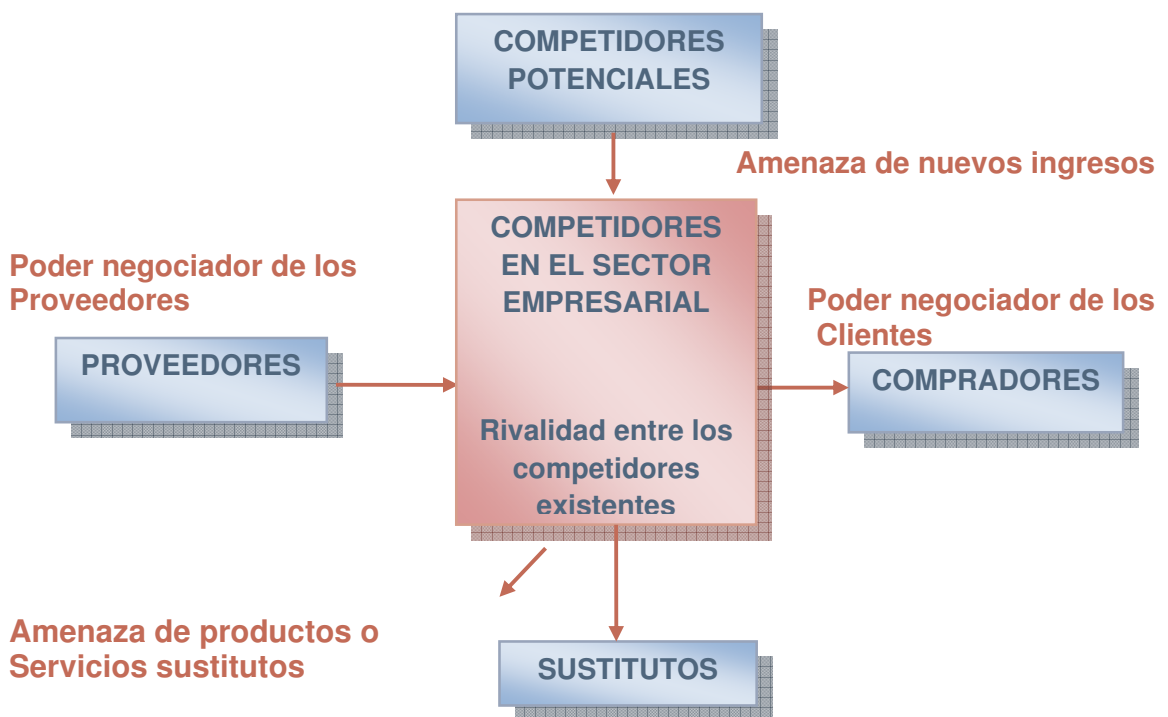 COMPETIDORES
POTENCIALES
Amenaza de nuevos ingresos
COMPETIDORES
EN EL SECTOR
EMPRESARIAL
Poder negociador de los
Proveedores
Poder negociador de los
Clientes
PROVEEDORES
COMPRADORES
Rivalidad entre los
competidores
existentes
Amenaza de productos o
Servicios sustitutos
SUSTITUTOS